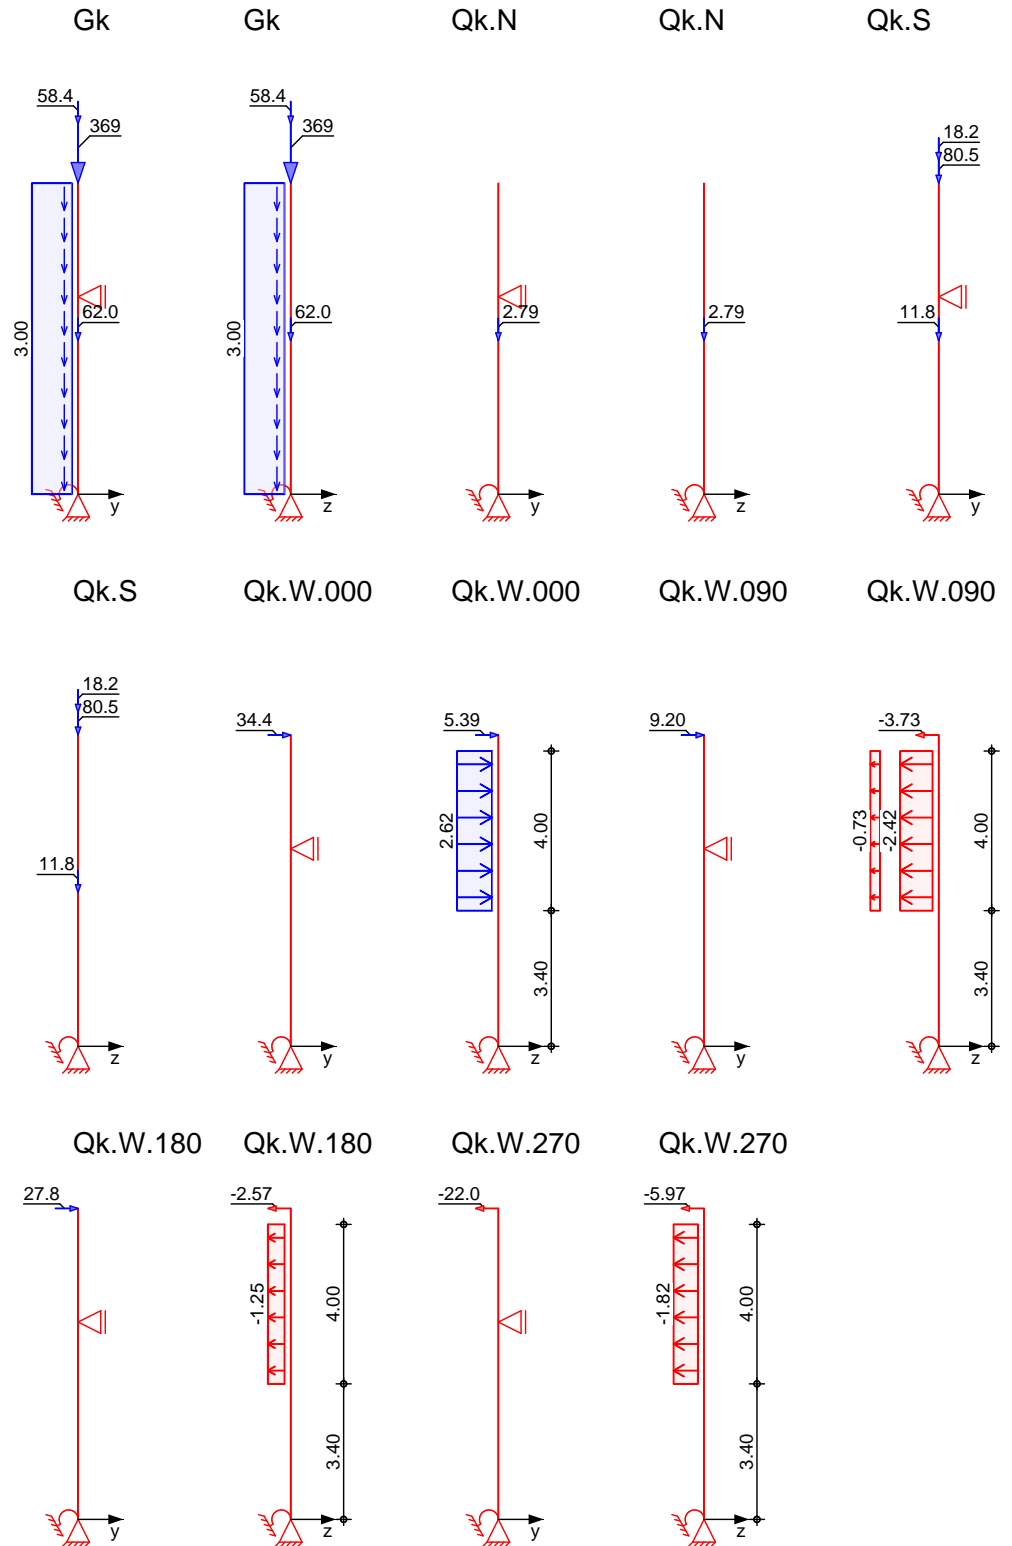 Gk Gk Qk.N Qk.N Qk.S
58.4 58.4
369 369 18.2
80.5
3.00 62.0 3.00 62.0 2.79 2.79 11.8
y z y z y
Qk.S Qk.W.000 Qk.W.000 Qk.W.090 Qk.W.090
18.2
80.5 34.4 5.39 9.20 -3.73
11.8 2.62 4.00 -0.73 -2.42 4.00
3.40 3.40
z y z y z
Qk.W.180 Qk.W.180 Qk.W.270 Qk.W.270
27.8 -2.57 -22.0 -5.97
-1.25 4.00 -1.82 4.00
3.40 3.40
y z y z